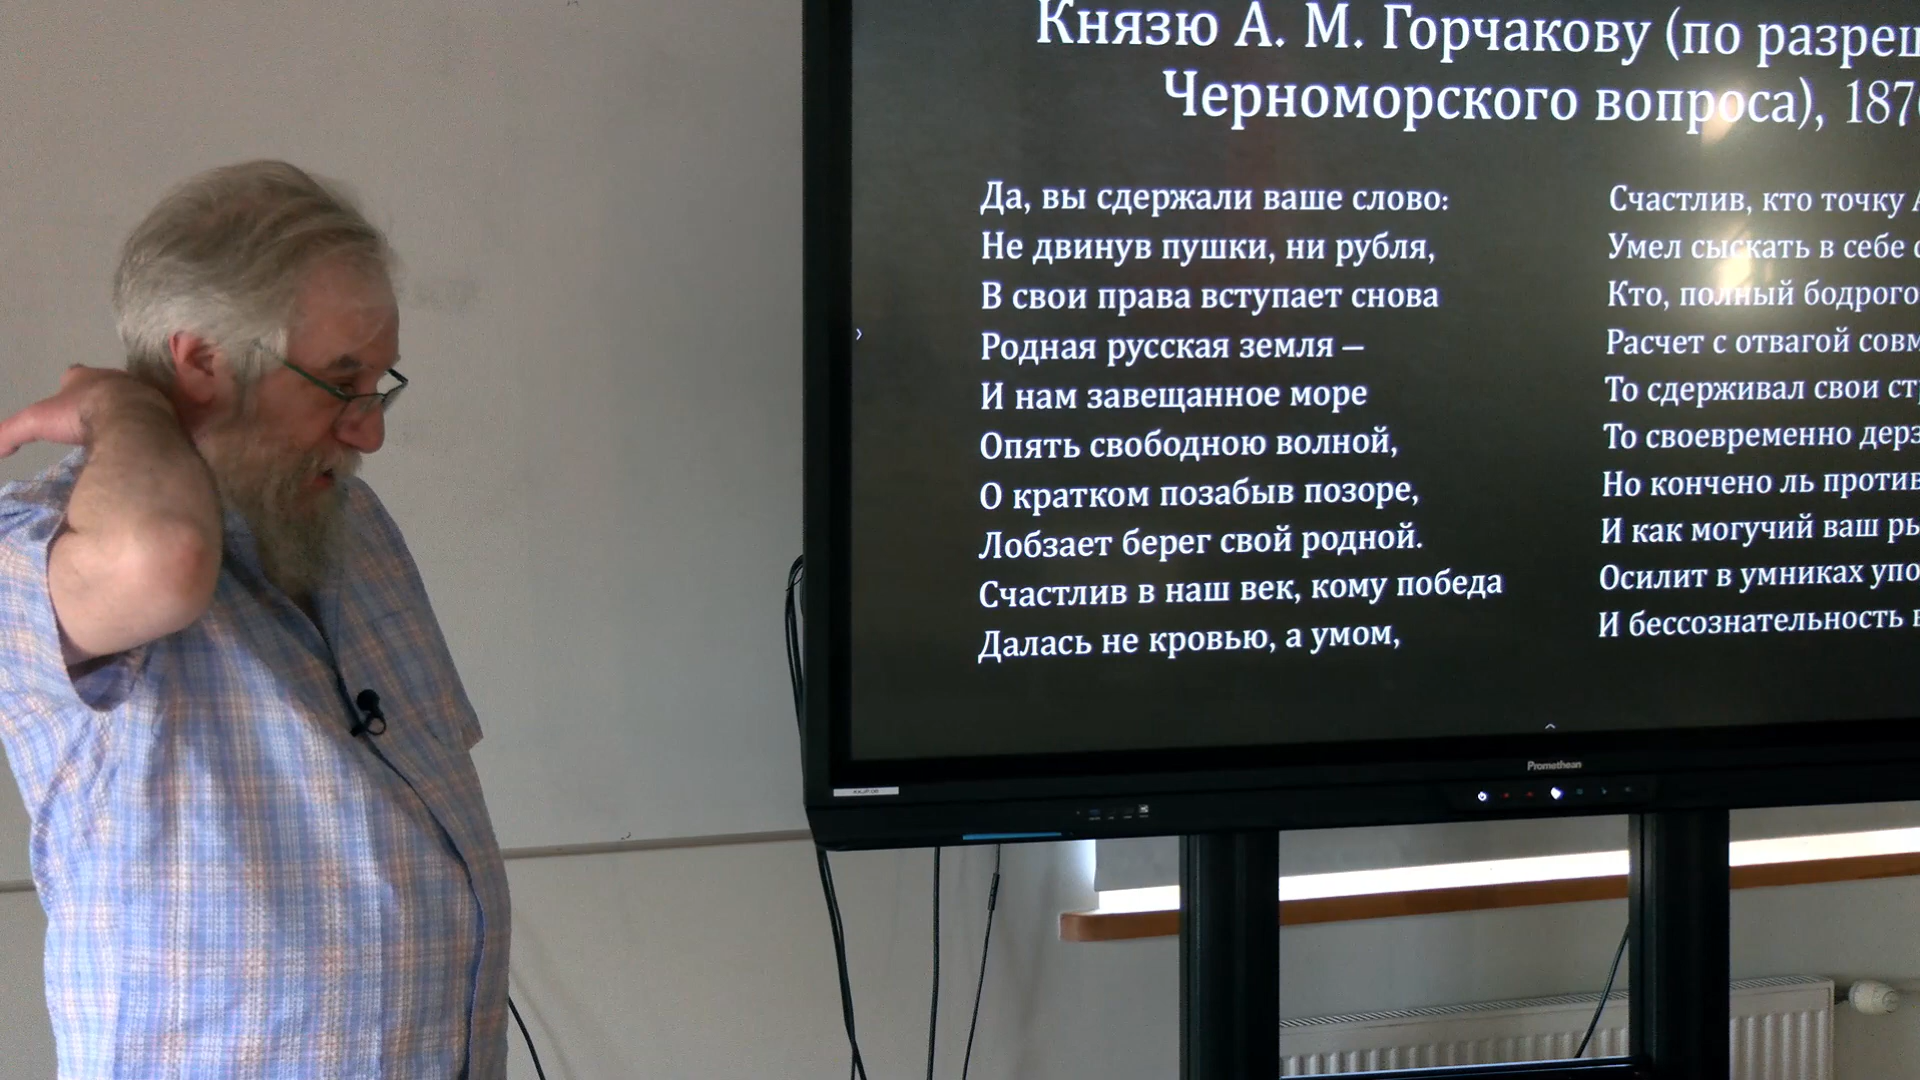 Князю А. М. Горчакову (по разреш
Черноморского вопроса), 187
Да, вы сдержали ваше слово:
Не двинув пушки, ни рубля,
В свои права вступает снова
Родная русская земля –
И нам завещанное море
Опять свободною волной,
О кратком позабыв позоре,
Лобзает берег свой родной.
Счастлив в наш век, кому победа
Далась не кровью, а умом,
Счастлив, кто точку А
Умел сыскать в себе с
Кто, полный бодрого
Расчет с отвагой совм
То сдерживал свои стр
То своевременно дерз
Но кончено ль против
И как могучий ваш ры
Осилит в умниках упо
И бессознательность в
Promethean